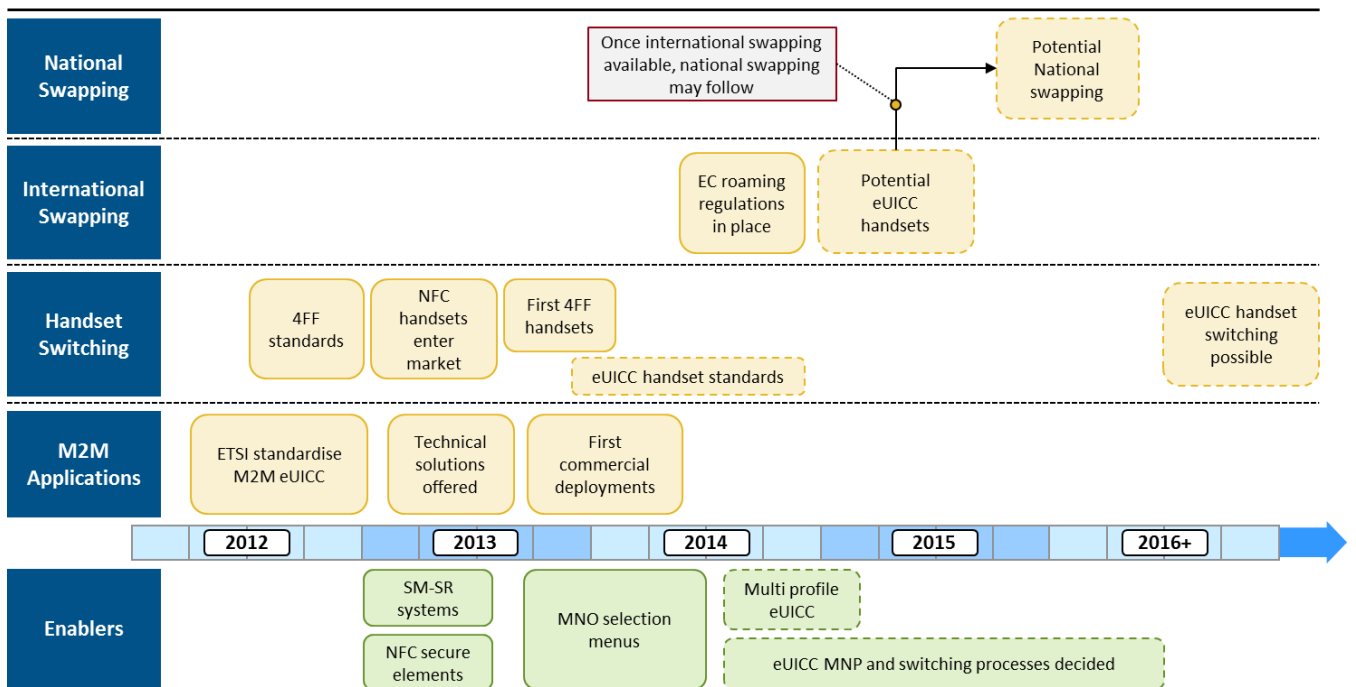 National
Swapping
Once international swapping
available, national swapping
may follow
Potential
National
swapping
International
Swapping
EC roaming
regulations
in place
Potential
eUICC
handsets
Handset
Switching
4FF
standards
NFC
handsets
enter
market
First 4FF
handsets
eUICC handset standards
eUICC handset
switching
possible
M2M
Applications
ETSI standardise
M2M eUICC
Technical
solutions
offered
First
commercial
deployments
2012
2013
2014
2015
2016+
Enablers
SM-SR
systems
NFC secure
elements
MNO selection
menus
Multi profile
eUICC
eUICC MNP and switching processes decided